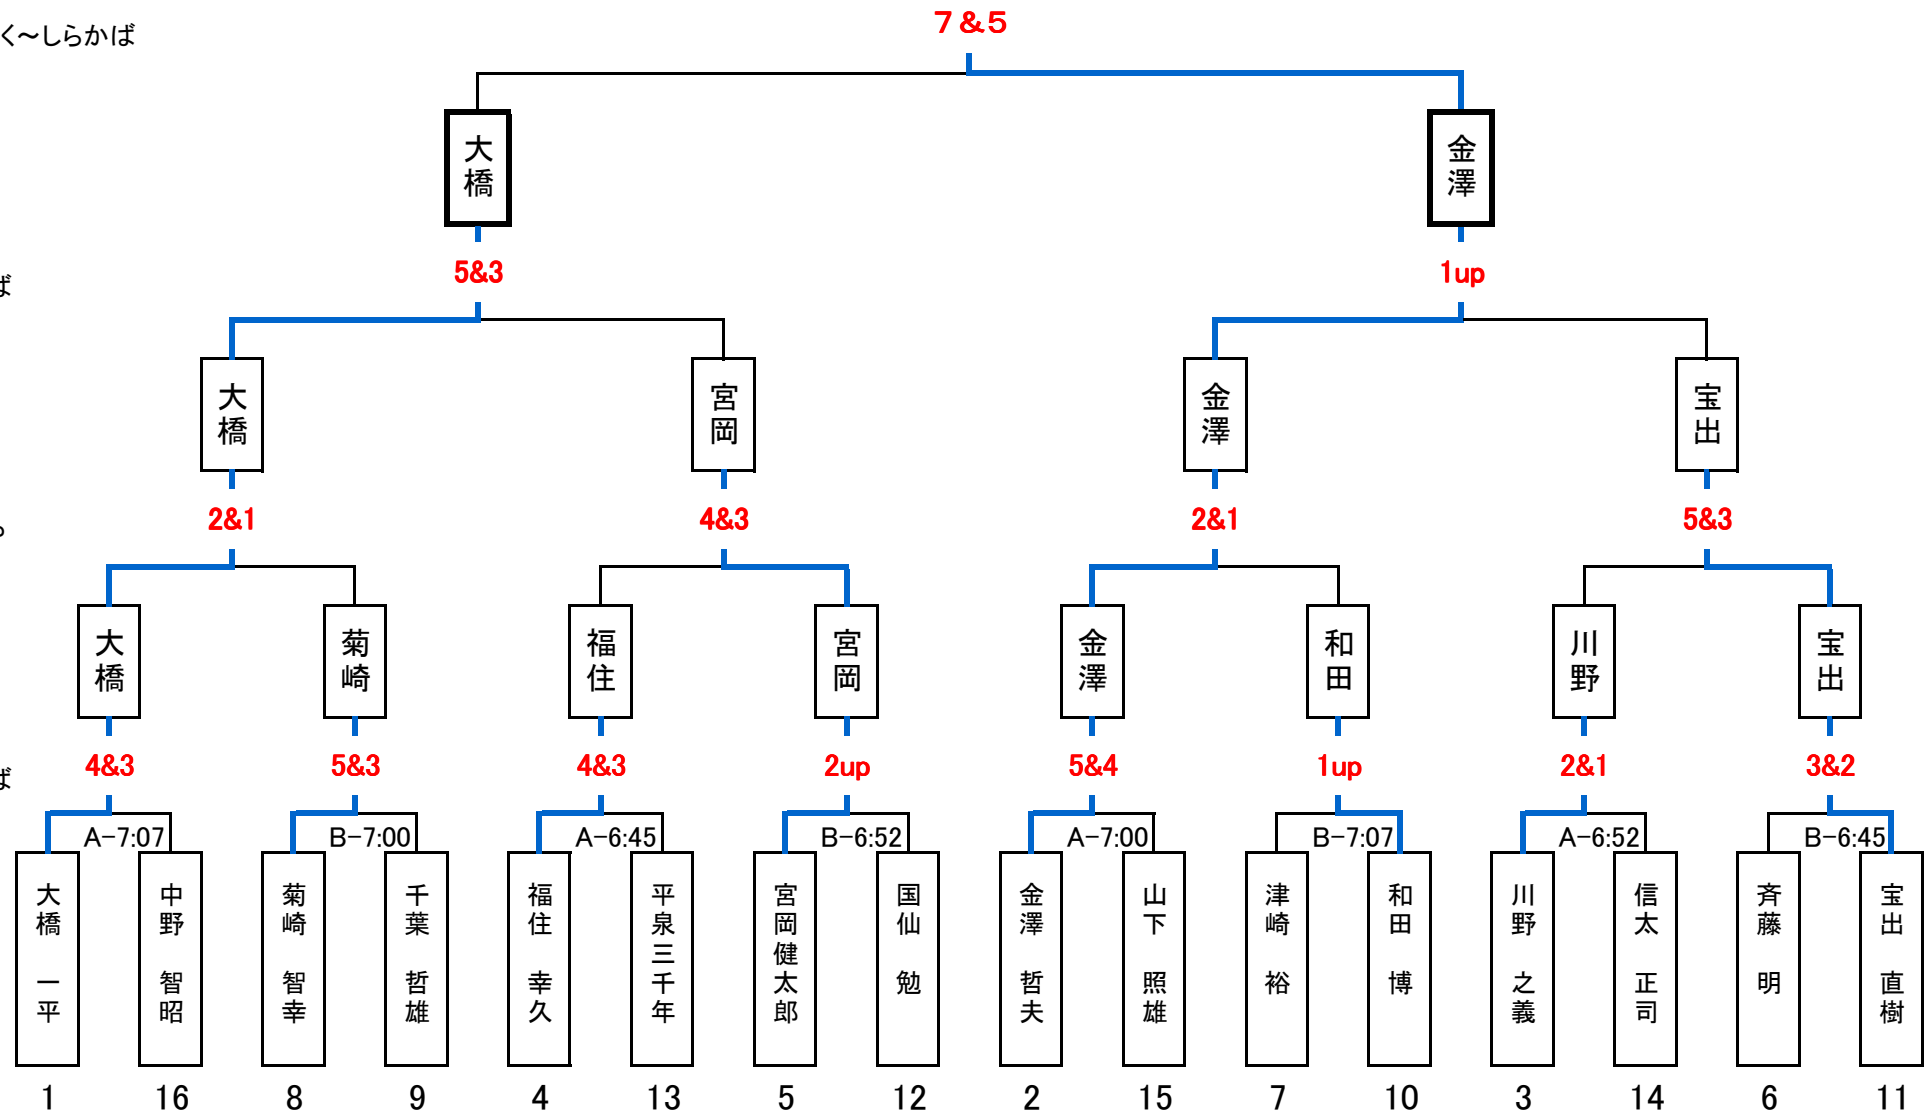 7&5
く～しらかば
大橋
金澤
5&3
1up
ば
大橋
宮岡
金澤
宝出
2&1
4&3
2&1
5&3
大橋
菊崎
福住
宮岡
金澤
和田
川野
宝出
4&3
5&3
4&3
2up
5&4
1up
2&1
3&2
ば
A-7:07
B-7:00
A-6:45
B-6:52
A-7:00
B-7:07
A-6:52
B-6:45
大橋 一平
中野 智昭
菊崎 智幸
千葉 哲雄
福住 幸久
平泉三千年
宮岡健太郎
国仙 勉
金澤 哲夫
山下 照雄
津崎 裕
和田 博
川野 之義
信太 正司
斉藤 明
宝出 直樹
1
16
8
9
4
13
5
12
2
15
7
10
3
14
6
11